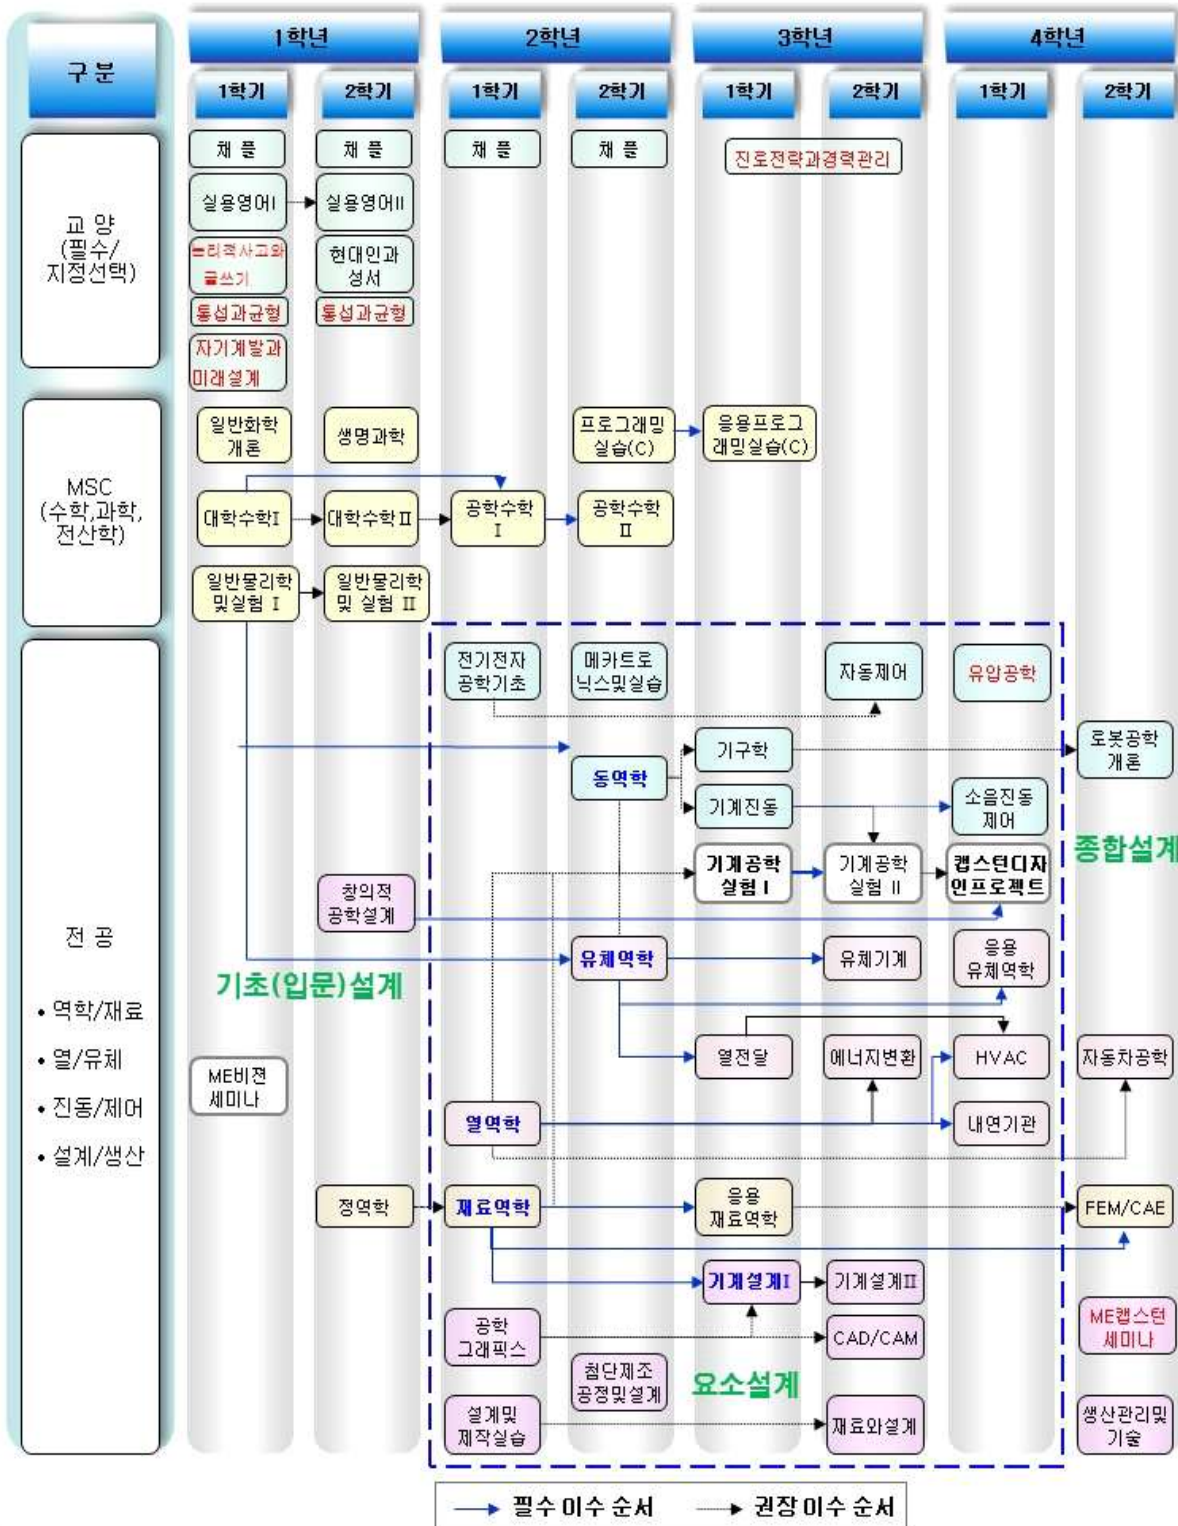 구 분
1학년
2학년
3학년
4학년
1학기
2학기
1학기
2학기
1학기
2학기
1학기
2학기
교 양
(필수/
지정선택)
채 플
채 플
채 플
채 플
진로전략과경력관리
실용영어I
실용영어II
논리적사고와
글쓰기
현대인과
성서
통섭과균형
통섭과균형
자기계발과
미래설계
MSC
(수학,과학,
전산학)
일반화학
개론
생명과학
프로그래밍
실습(C)
응용프로그
래밍실습(C)
대학수학I
대학수학II
공학수학
I
공학수학
II
일반물리학
및실험 I
일반물리학
및 실험 II
전 공
• 역학/재료
• 열/유체
• 진동/제어
• 설계/생산
전기전자
공학기초
메카트로
닉스및실습
자동제어
유압공학
동역학
기구학
로봇공학
개론
기계진동
소음진동
제어
종합설계
기계공학
실험 I
기계공학
실험 II
캡스턴디자
인프로젝트
창의적
공학설계
유체역학
유체기계
응용
유체역학
기초(입문)설계
ME비젼
세미나
열전달
에너지변환
HVAC
자동차공학
열역학
내연기관
정역학
재료역학
응용
재료역학
FEM/CAE
기계설계I
기계설계II
공학
그래픽스
CAD/CAM
ME캡스턴
세미나
첨단제조
공정및설계
요소설계
설계및
제작실습
재료와설계
생산관리및
기술
필수 이수 순서
권장 이수 순서